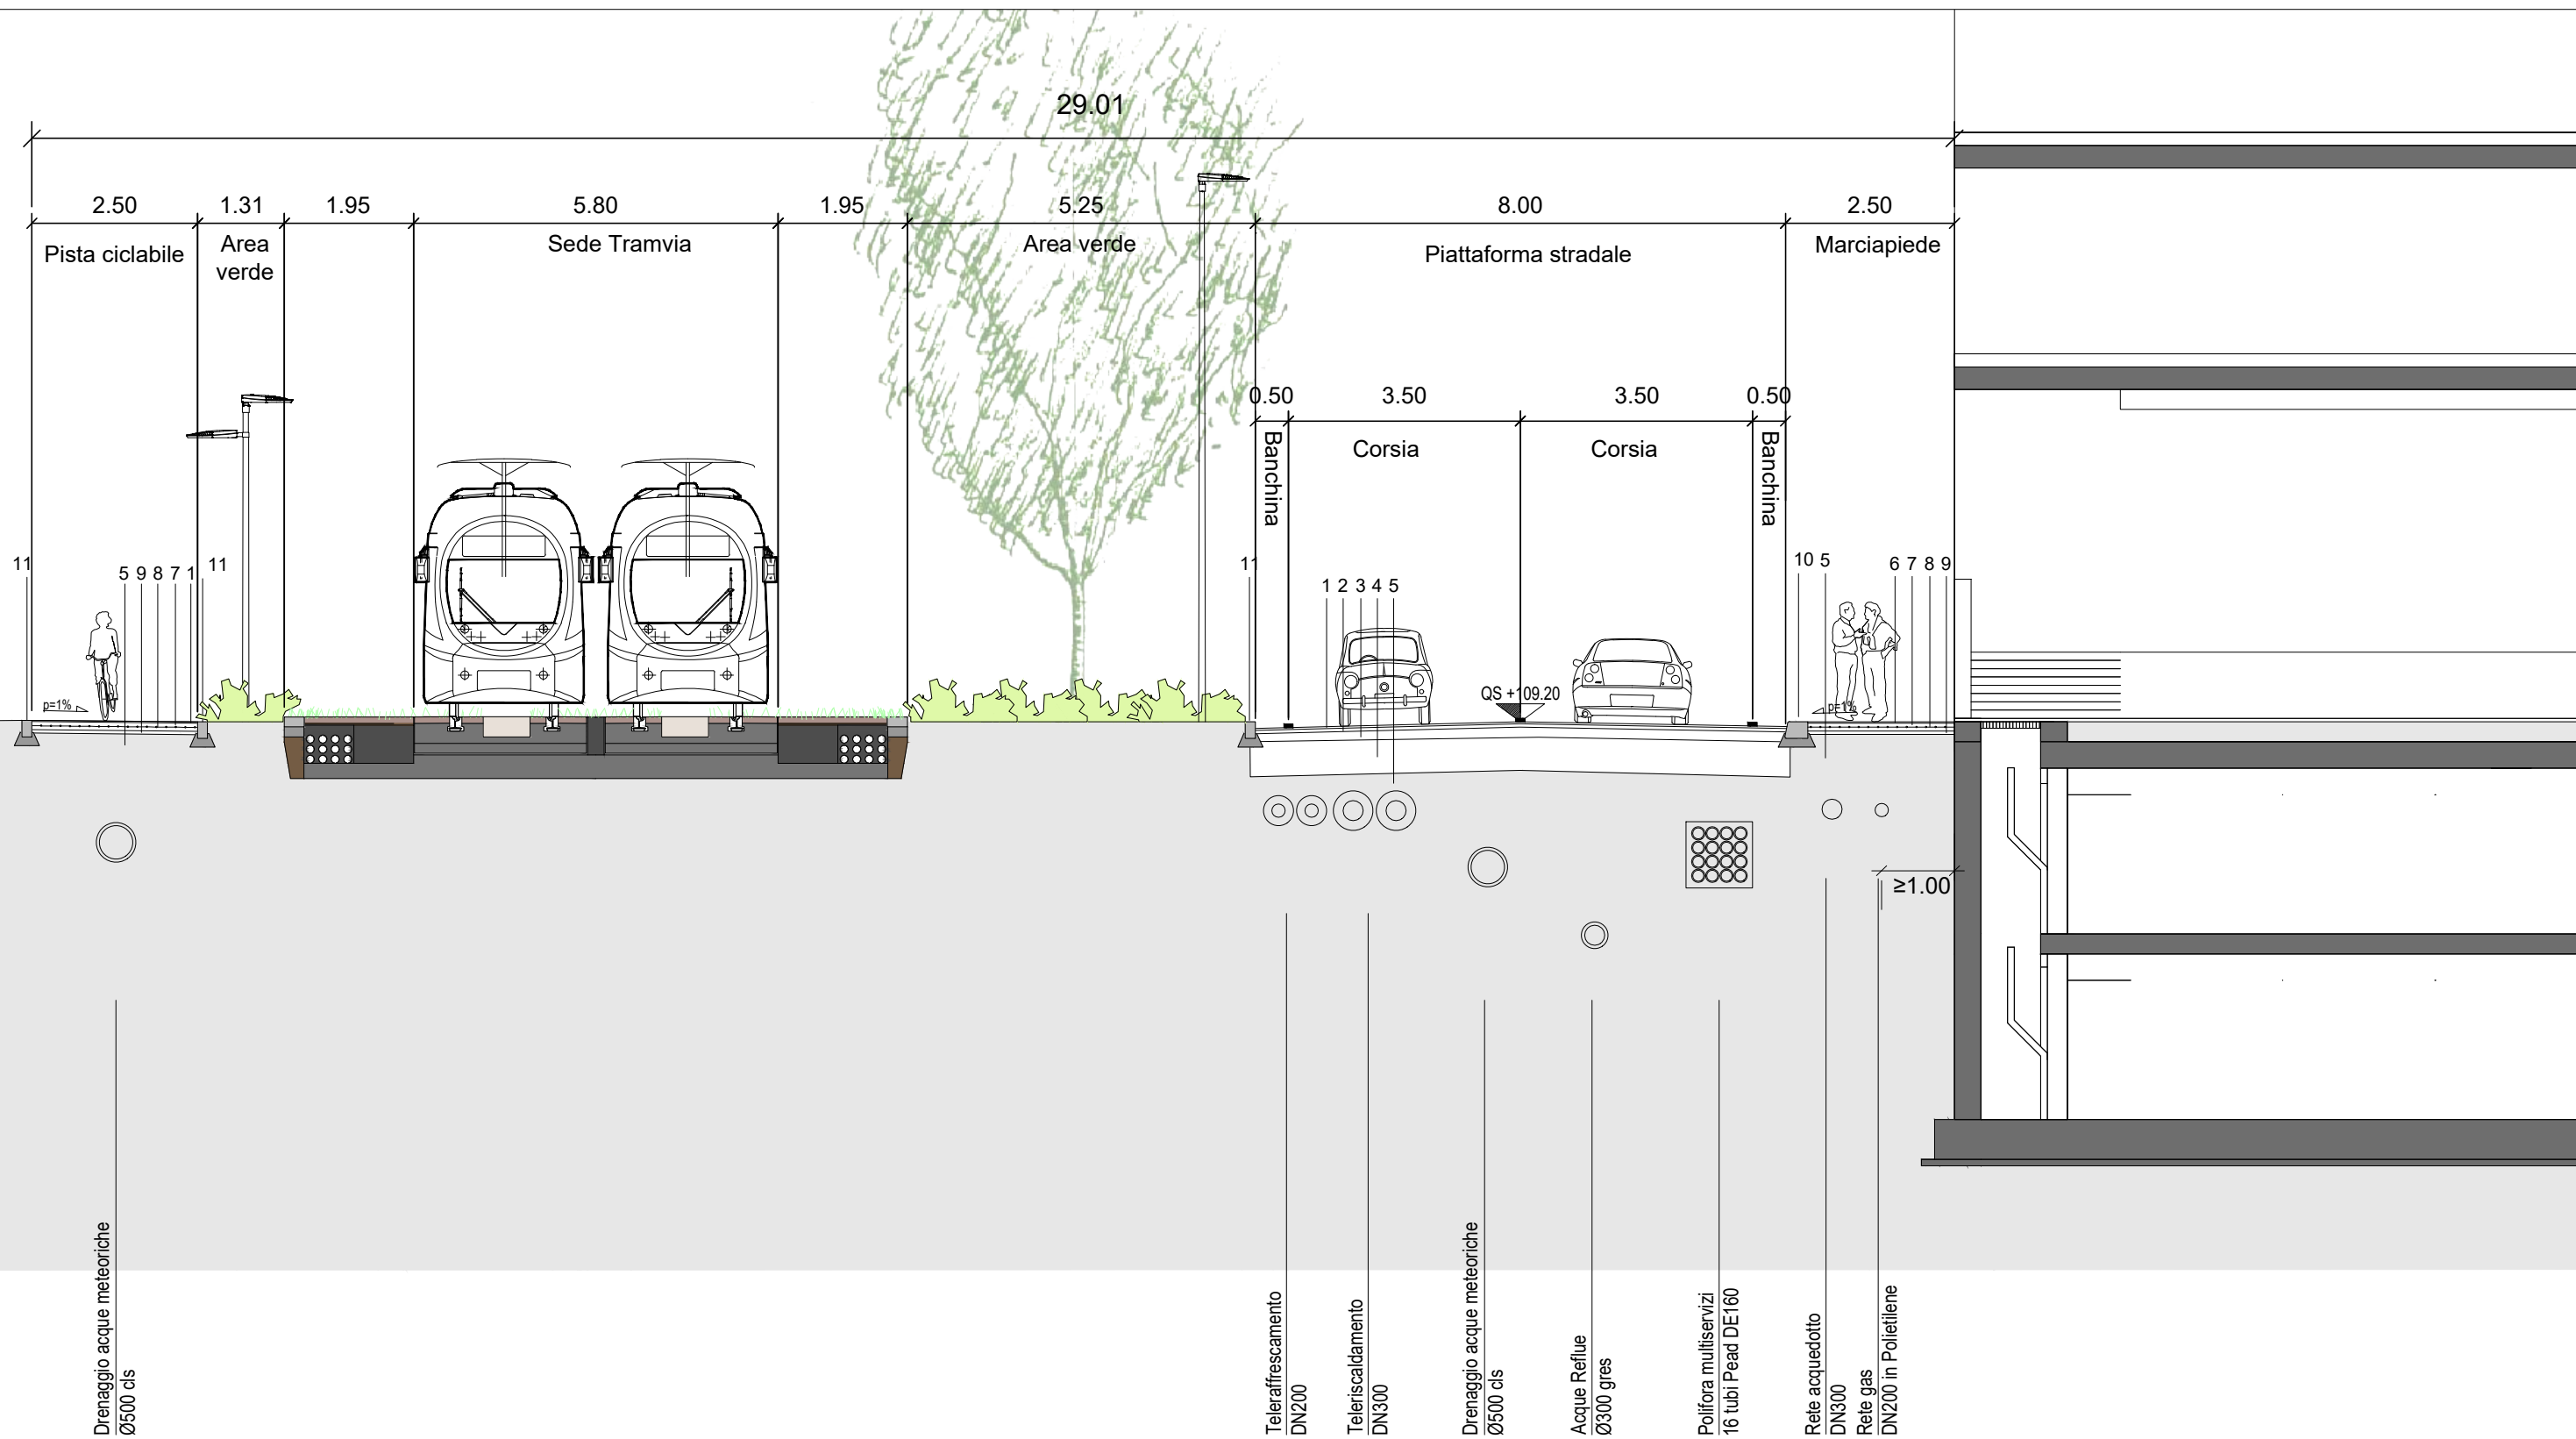 29.01
2.50 1.31 1.95 5.80 1.95 5.25 8.00 2.50
Pista ciclabile
Area
verde
Sede Tramvia
Area verde
Piattaforma stradale
Marciapiede
0.50 3.50 3.50 0.50
Banchina
Corsia
Corsia
Banchina
11
5 9 8 7 1
11
11
1 2 3 4 5
10 5
6 7 8 9
p=1%
QS +109.20
p=1%
≥1.00
Drenaggio acque meteoriche
Ø500 cls
Teleraffrescamento
DN200
Teleriscaldamento
DN300
Drenaggio acque meteoriche
Ø500 cls
Acque Reflue
Ø300 gres
Polifora multiservizi
16 tubi Pead DE160
Rete acquedotto
DN300
Rete gas
DN200 in Polietilene